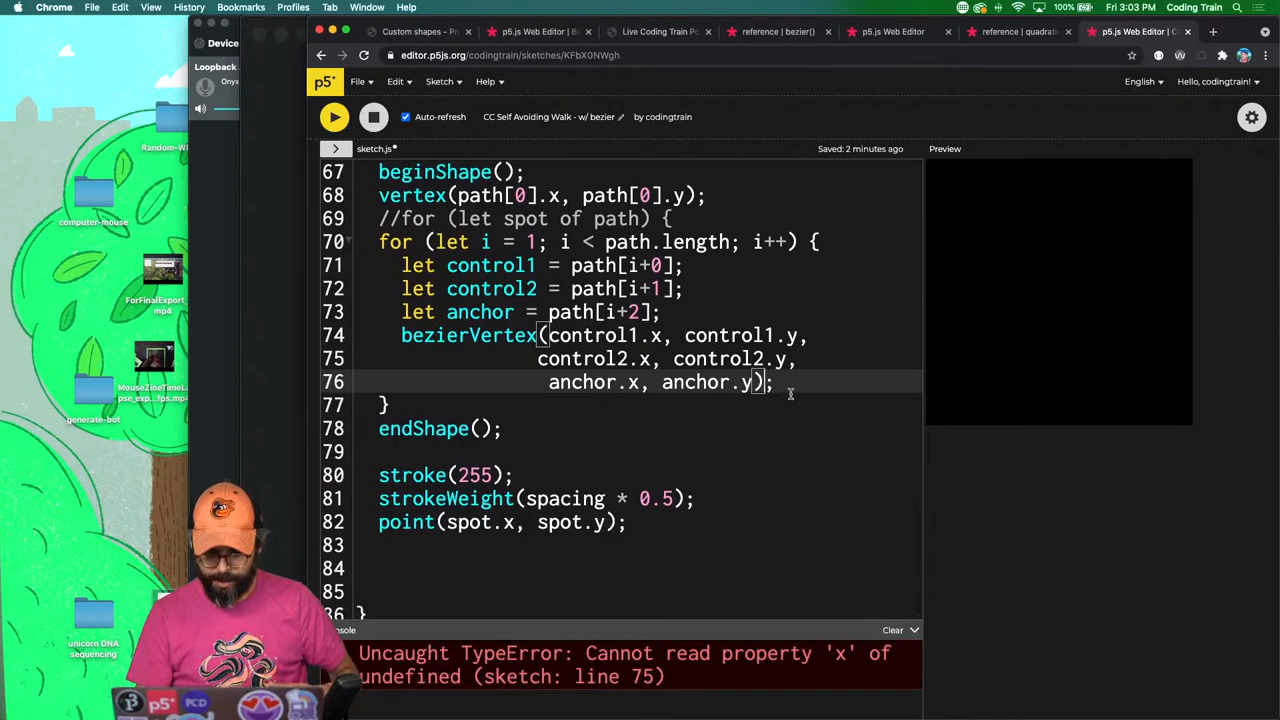 Chrome File Edit View History Bookmarks Profiles Tab Window Help
100% Fri 3:03 PM Coding Train
Device
Loopback
Onyx
Custom shapes – Pr
p5.js Web Editor | B
Live Coding Train Po
reference | bezier()
p5.js Web Editor
reference | quadrati
p5.js Web Editor | C
editor.p5js.org/codingtrain/sketches/KFbX0NWgh
p5* File Edit Sketch Help English Hello, codingtrain!
Auto-refresh CC Self Avoiding Walk - w/ bezier by codingtrain
sketch.js Saved: 2 minutes ago Preview
67 beginShape();
68 vertex(path[0].x, path[0].y);
69 //for (let spot of path) {
70 for (let i = 1; i < path.length; i++) {
71 let control1 = path[i+0];
72 let control2 = path[i+1];
73 let anchor = path[i+2];
74 bezierVertex(control1.x, control1.y,
75 control2.x, control2.y,
76 anchor.x, anchor.y);
77 }
78 endShape();
79
80 stroke(255);
81 strokeWeight(spacing * 0.5);
82 point(spot.x, spot.y);
83
84
85
86 }
Clear
Uncaught TypeError: Cannot read property 'x' of
undefined (sketch: line 75)
computer-mouse
ForFinalExport_
mp4
generate-bot
unicorn DNA
sequencing
p5*
PCD